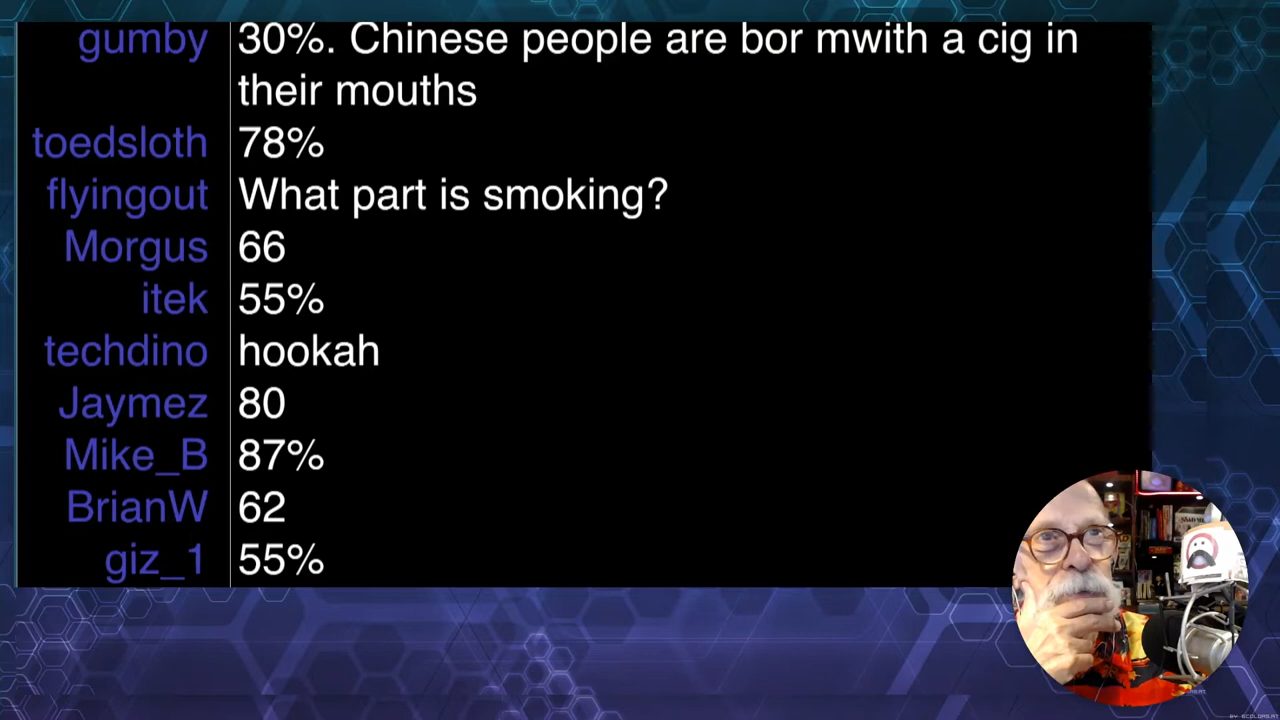 gumby 30%. Chinese people are bor mwith a cig in
their mouths
toedsloth 78%
flyingout What part is smoking?
Morgus 66
itek 55%
techdino hookah
Jaymez 80
Mike_B 87%
BrianW 62
giz_1 55%